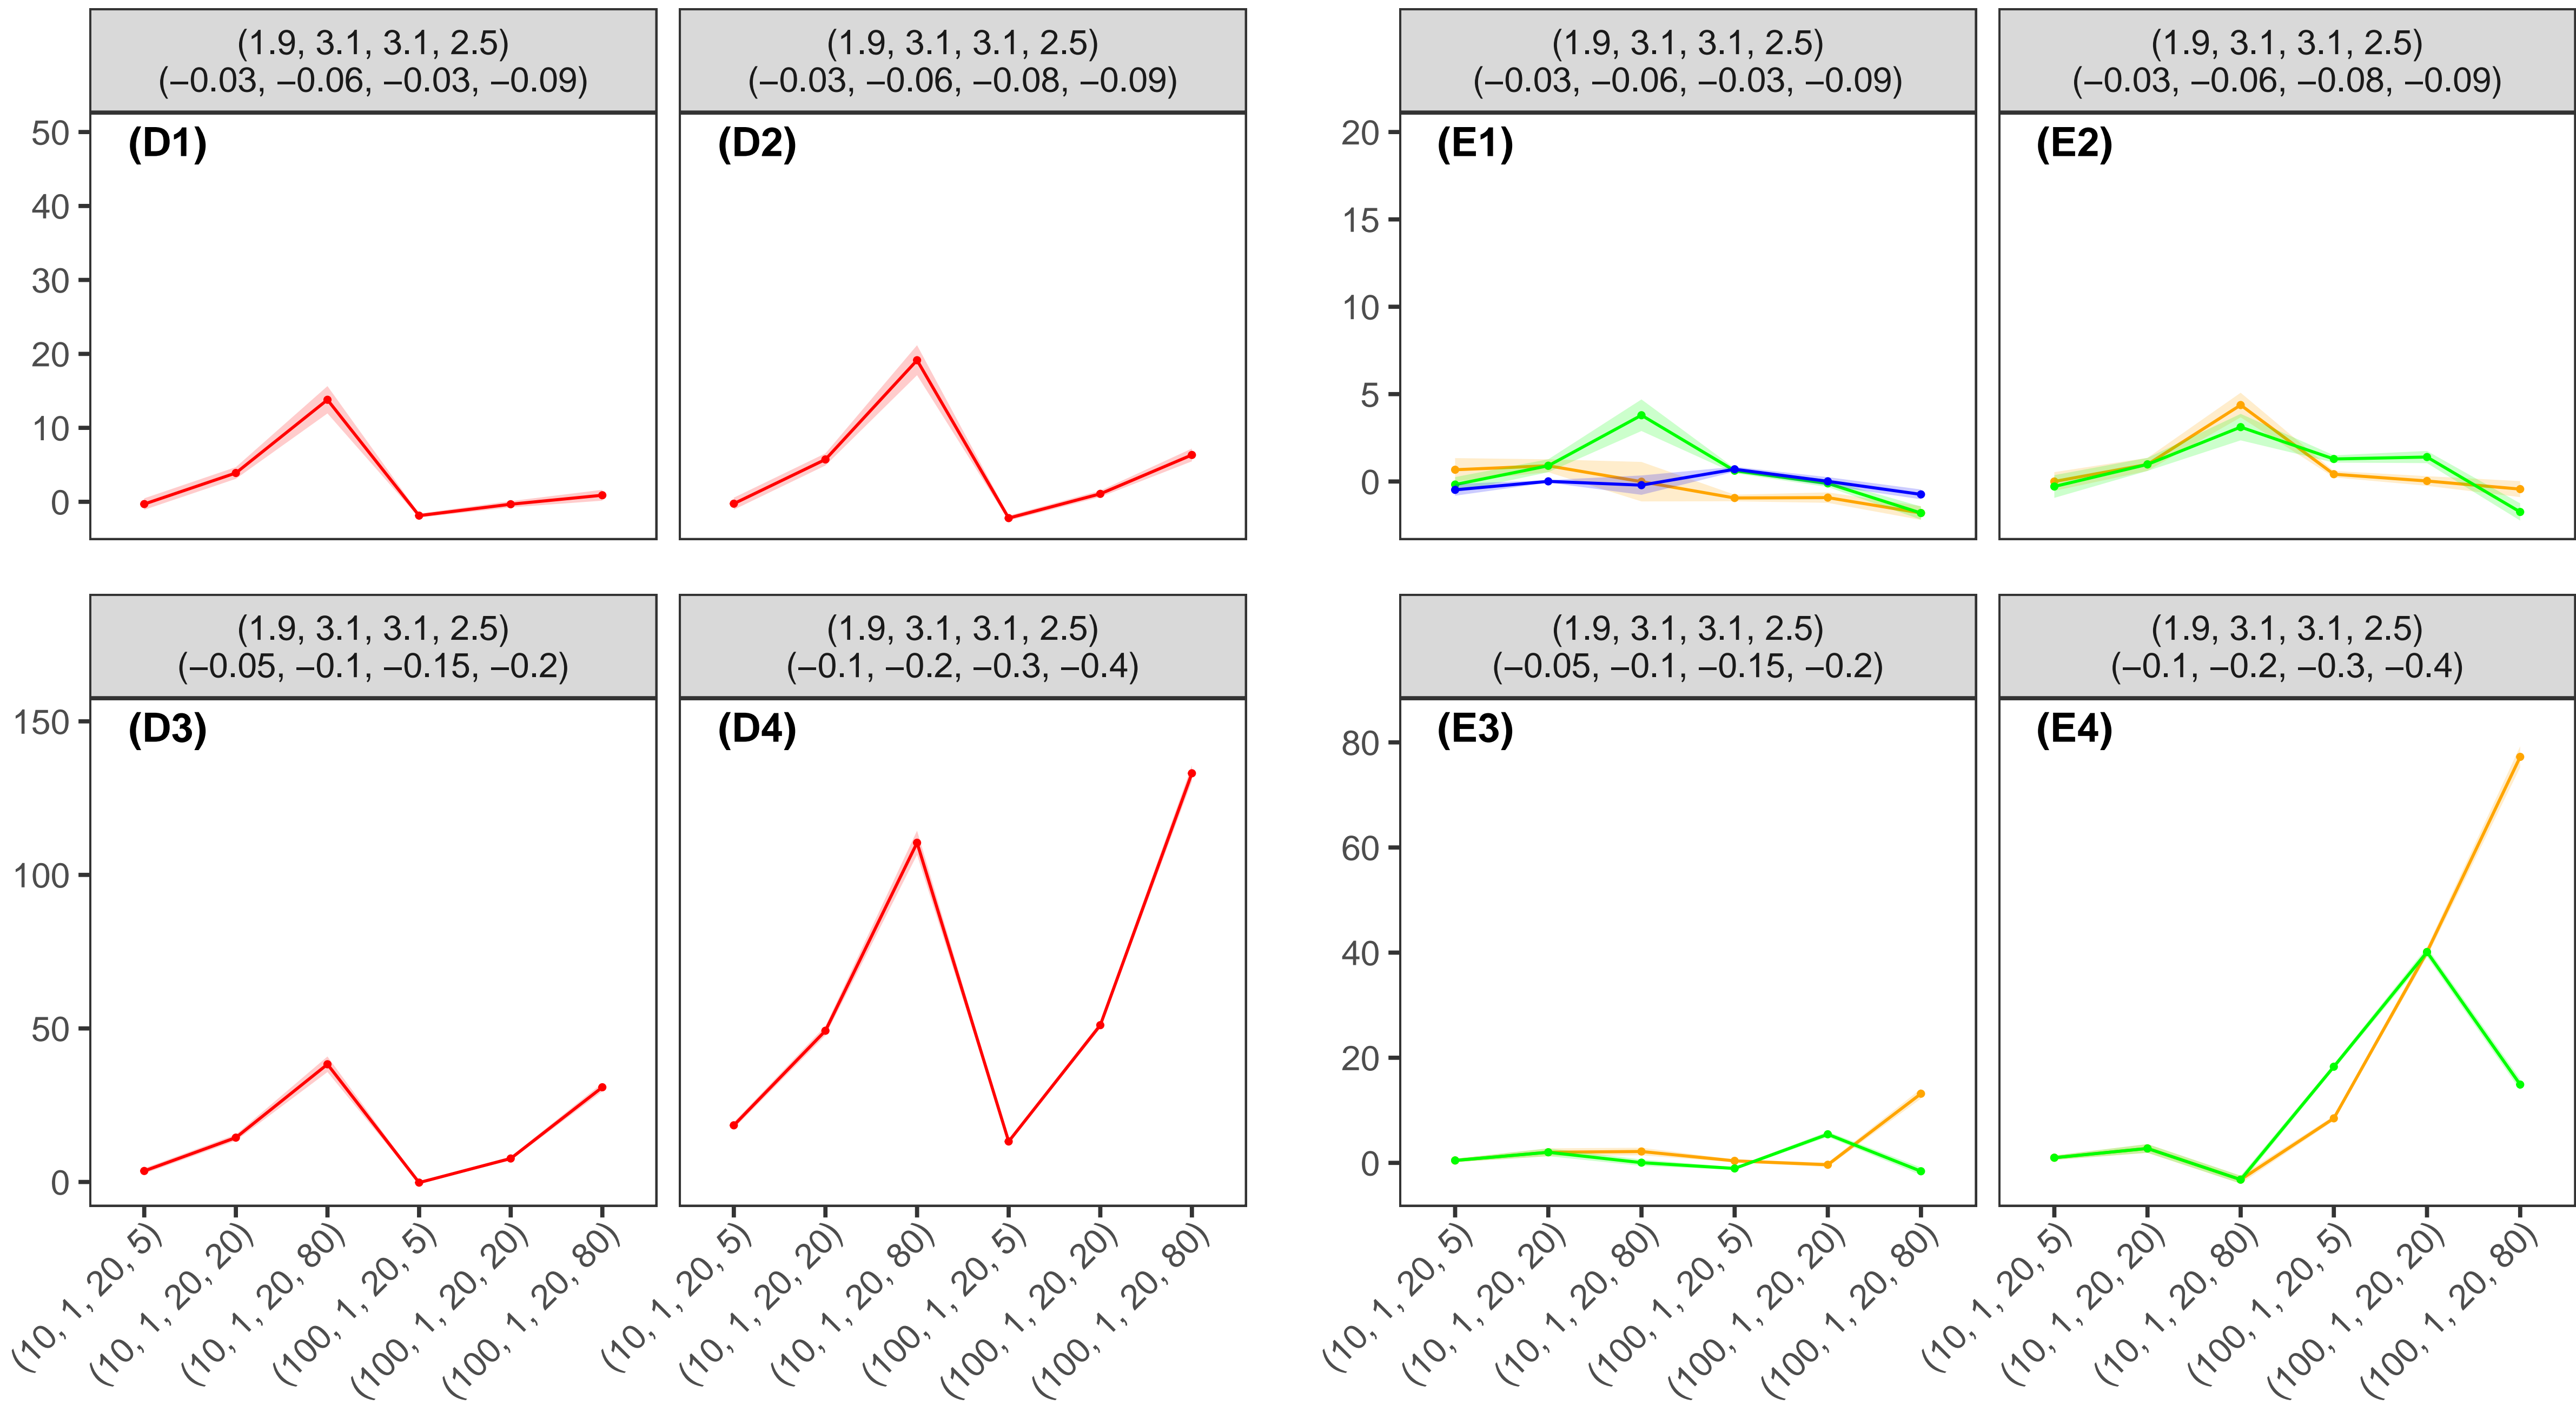 (1.9, 3.1, 3.1, 2.5)
(−0.03, −0.06, −0.03, −0.09)
(1.9, 3.1, 3.1, 2.5)
(−0.03, −0.06, −0.08, −0.09)
(D1)
(D2)
50
40
30
20
10
0
(1.9, 3.1, 3.1, 2.5)
(−0.03, −0.06, −0.03, −0.09)
(1.9, 3.1, 3.1, 2.5)
(−0.03, −0.06, −0.08, −0.09)
(E1)
(E2)
20
15
10
5
0
(1.9, 3.1, 3.1, 2.5)
(−0.05, −0.1, −0.15, −0.2)
(1.9, 3.1, 3.1, 2.5)
(−0.1, −0.2, −0.3, −0.4)
(D3)
(D4)
150
100
50
0
(10, 1, 20, 5)
(10, 1, 20, 20)
(10, 1, 20, 80)
(100, 1, 20, 5)
(100, 1, 20, 20)
(100, 1, 20, 80)
(10, 1, 20, 5)
(10, 1, 20, 20)
(10, 1, 20, 80)
(100, 1, 20, 5)
(100, 1, 20, 20)
(100, 1, 20, 80)
(1.9, 3.1, 3.1, 2.5)
(−0.05, −0.1, −0.15, −0.2)
(1.9, 3.1, 3.1, 2.5)
(−0.1, −0.2, −0.3, −0.4)
(E3)
(E4)
80
60
40
20
0
(10, 1, 20, 5)
(10, 1, 20, 20)
(10, 1, 20, 80)
(100, 1, 20, 5)
(100, 1, 20, 20)
(100, 1, 20, 80)
(10, 1, 20, 5)
(10, 1, 20, 20)
(10, 1, 20, 80)
(100, 1, 20, 5)
(100, 1, 20, 20)
(100, 1, 20, 80)